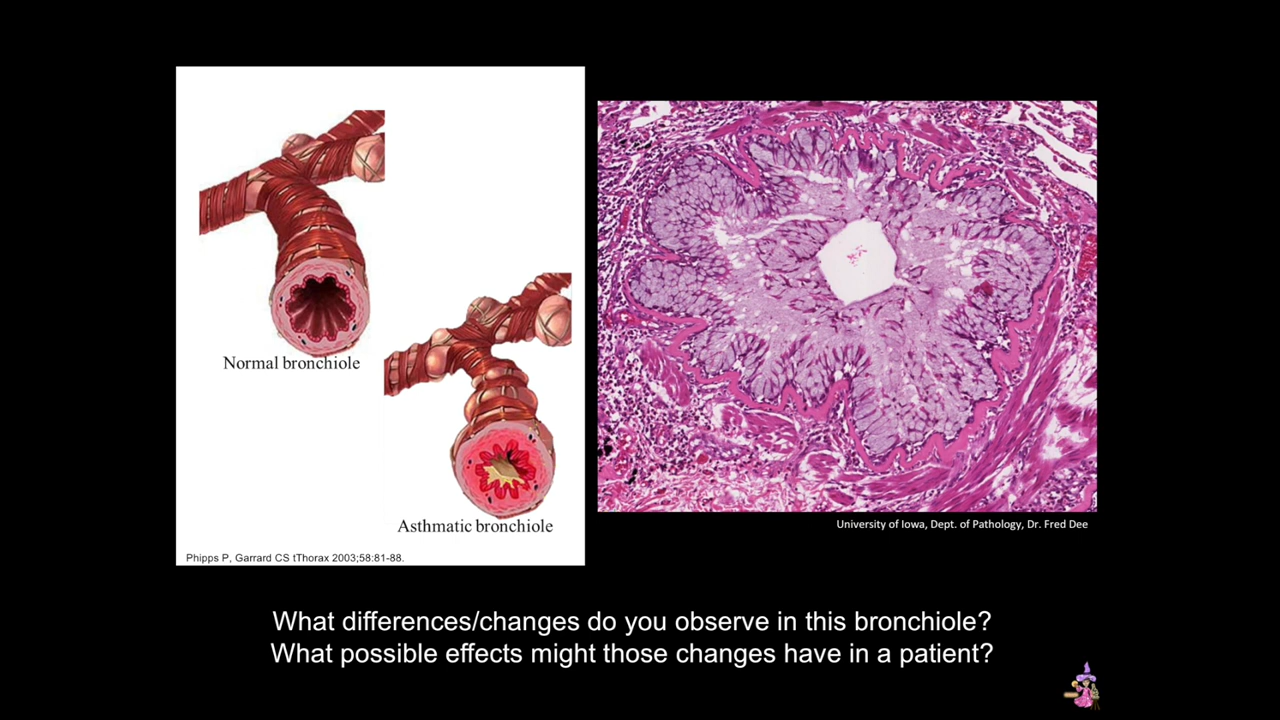 Normal bronchiole
Asthmatic bronchiole
Phipps P, Garrard CS tThorax 2003;58:81-88.
University of Iowa, Dept. of Pathology, Dr. Fred Dee
What differences/changes do you observe in this bronchiole?
What possible effects might those changes have in a patient?